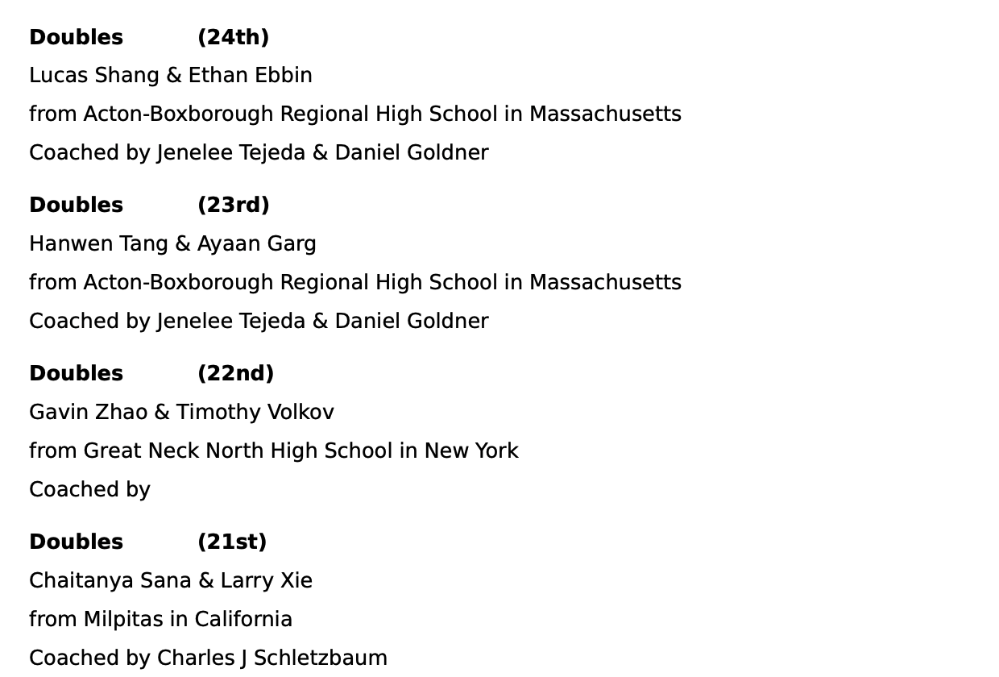 Doubles (24th)
Lucas Shang & Ethan Ebbin
from Acton-Boxborough Regional High School in Massachusetts
Coached by Jenelee Tejeda & Daniel Goldner
Doubles (23rd)
Hanwen Tang & Ayaan Garg
from Acton-Boxborough Regional High School in Massachusetts
Coached by Jenelee Tejeda & Daniel Goldner
Doubles (22nd)
Gavin Zhao & Timothy Volkov
from Great Neck North High School in New York
Coached by
Doubles (21st)
Chaitanya Sana & Larry Xie
from Milpitas in California
Coached by Charles J Schletzbaum